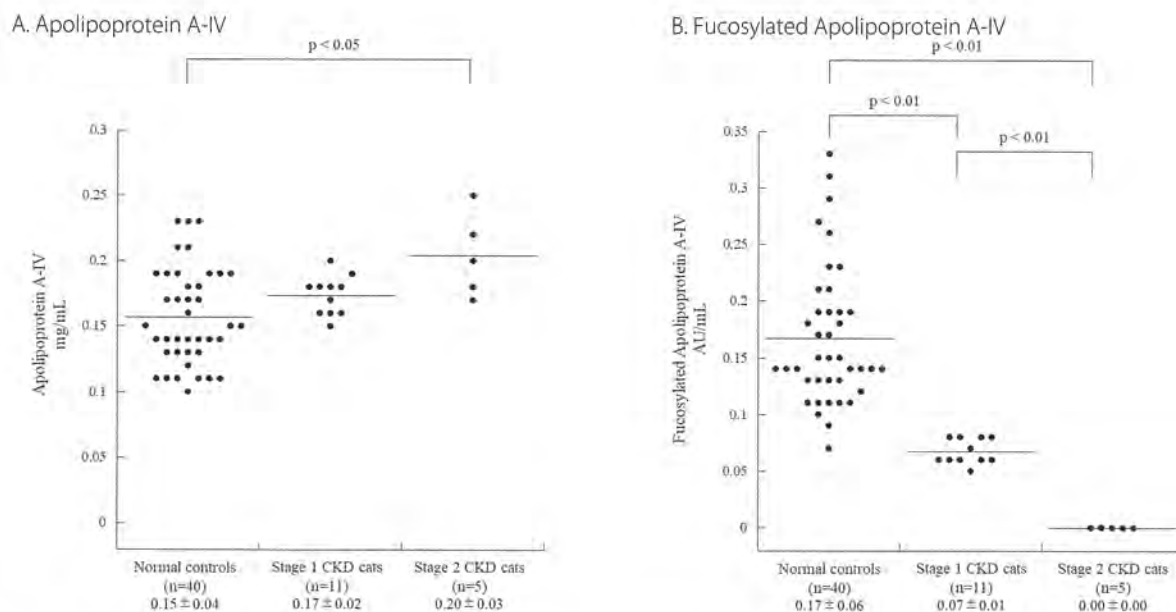 A. Apolipoprotein A-IV
p < 0.05
0.3
0.25
0.2
0.15
0.1
0.05
0
Apolipoprotein A-IV
mg/mL
Normal controls
(n=40)
0.15 ± 0.04
Stage 1 CKD cats
(n=11)
0.17 ± 0.02
Stage 2 CKD cats
(n=5)
0.20 ± 0.03
B. Fucosylated Apolipoprotein A-IV
p < 0.01
p < 0.01
p < 0.01
0.35
0.3
0.25
0.2
0.15
0.1
0.05
0
Fucosylated Apolipoprotein A-IV
AU/mL
Normal controls
(n=40)
0.17 ± 0.06
Stage 1 CKD cats
(n=11)
0.07 ± 0.01
Stage 2 CKD cats
(n=5)
0.00 ± 0.00